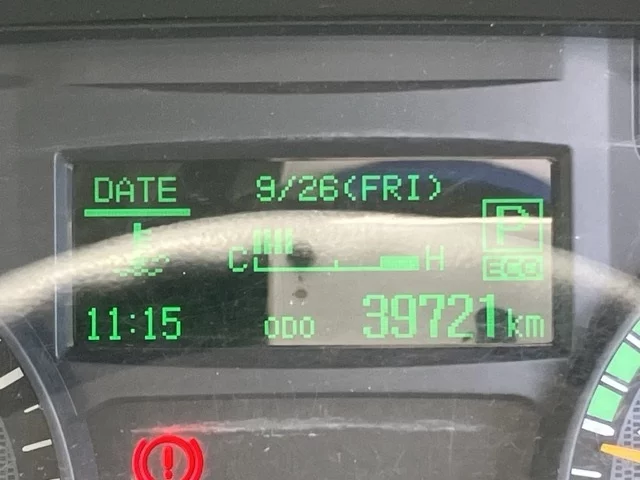 DATE 9/26(FRI)
P
C H ECO
11:15 ODO 39721km
!